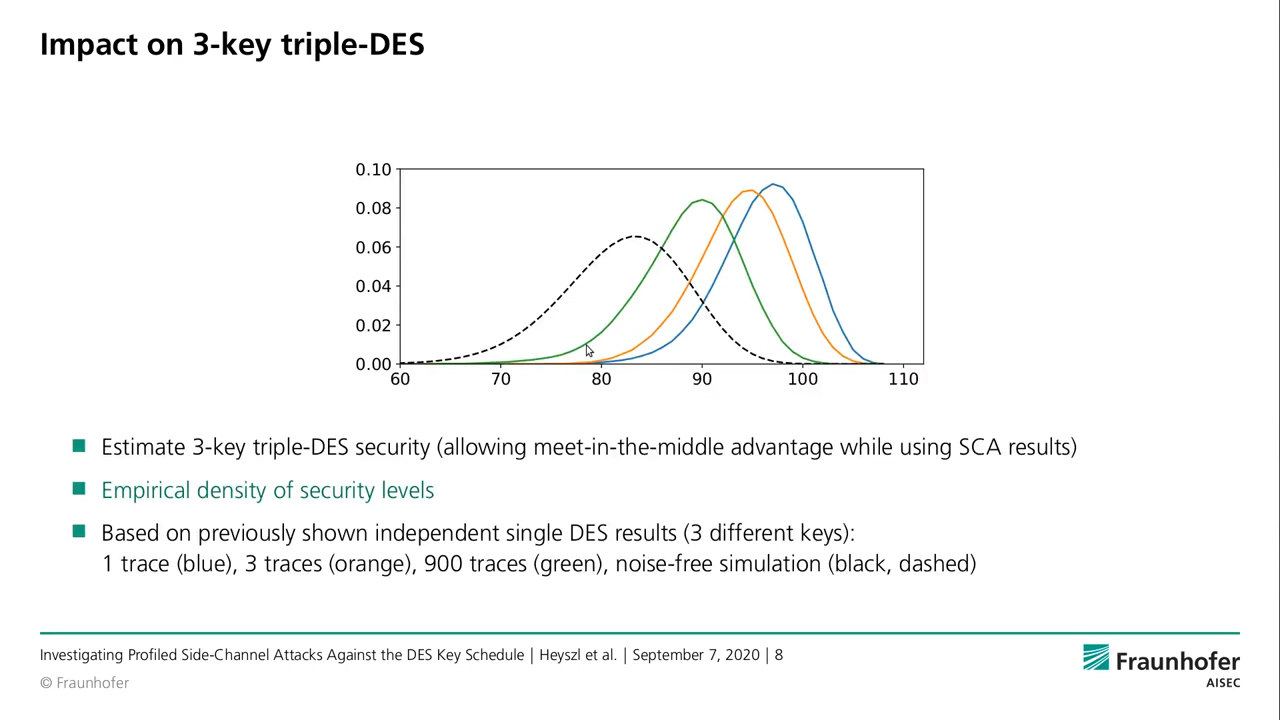 Impact on 3-key triple-DES
0.10
0.08
0.06
0.04
0.02
0.00
60 70 80 90 100 110
Estimate 3-key triple-DES security (allowing meet-in-the-middle advantage while using SCA results)
Empirical density of security levels
Based on previously shown independent single DES results (3 different keys):
1 trace (blue), 3 traces (orange), 900 traces (green), noise-free simulation (black, dashed)
Investigating Profiled Side-Channel Attacks Against the DES Key Schedule | Heyszl et al. | September 7, 2020 | 8
© Fraunhofer
Fraunhofer
AISEC